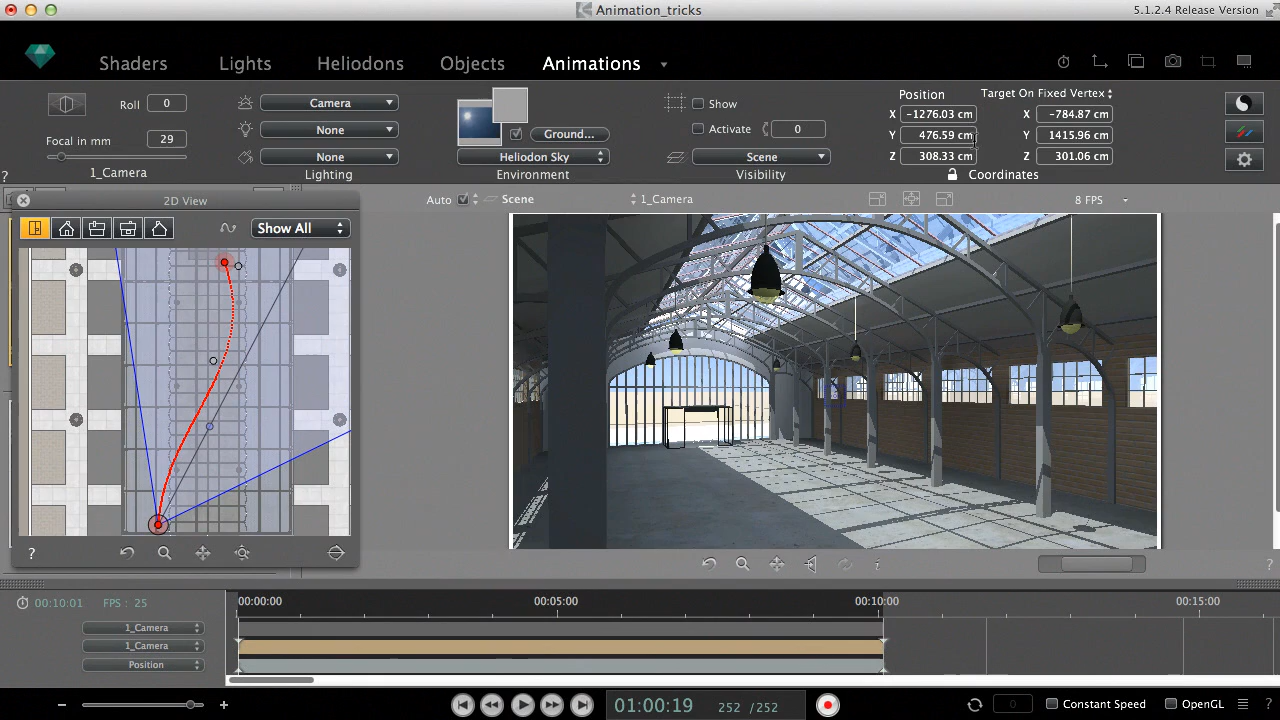 Animation_tricks
5.1.2.4 Release Version
Shaders
Lights
Heliodons
Objects
Animations
Roll
0
Focal in mm
29
1_Camera
?
Camera
None
None
Lighting
Ground...
Heliodon Sky
Environment
Show
Activate
0
Scene
Visibility
Position
Target On Fixed Vertex
X -1276.03 cm
X -784.87 cm
Y 476.59 cm
Y 1415.96 cm
Z 308.33 cm
Z 301.06 cm
Coordinates
2D View
Show All
?
Auto
Scene
1_Camera
8 FPS
i
?
00:10:01
FPS : 25
00:00:00
00:05:00
00:10:00
00:15:00
1_Camera
1_Camera
Position
01:00:19
252 /252
0
Constant Speed
OpenGL